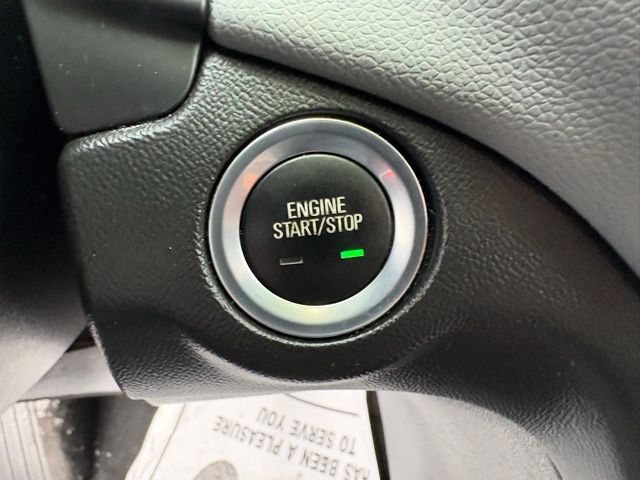 ENGINE
START/STOP
HAS BEEN A PLEASURE
TO SERVE YOU